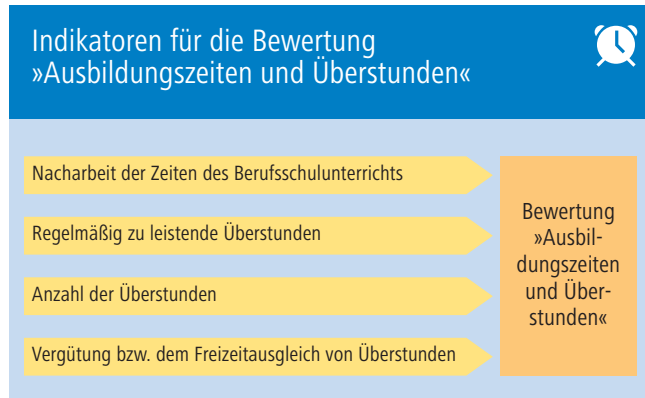 Indikatoren für die Bewertung
»Ausbildungszeiten und Überstunden«
Nacharbeit der Zeiten des Berufsschulunterrichts
Regelmäßig zu leistende Überstunden
Anzahl der Überstunden
Vergütung bzw. dem Freizeitausgleich von Überstunden
Bewertung
»Ausbil-
dungszeiten
und Über-
stunden«